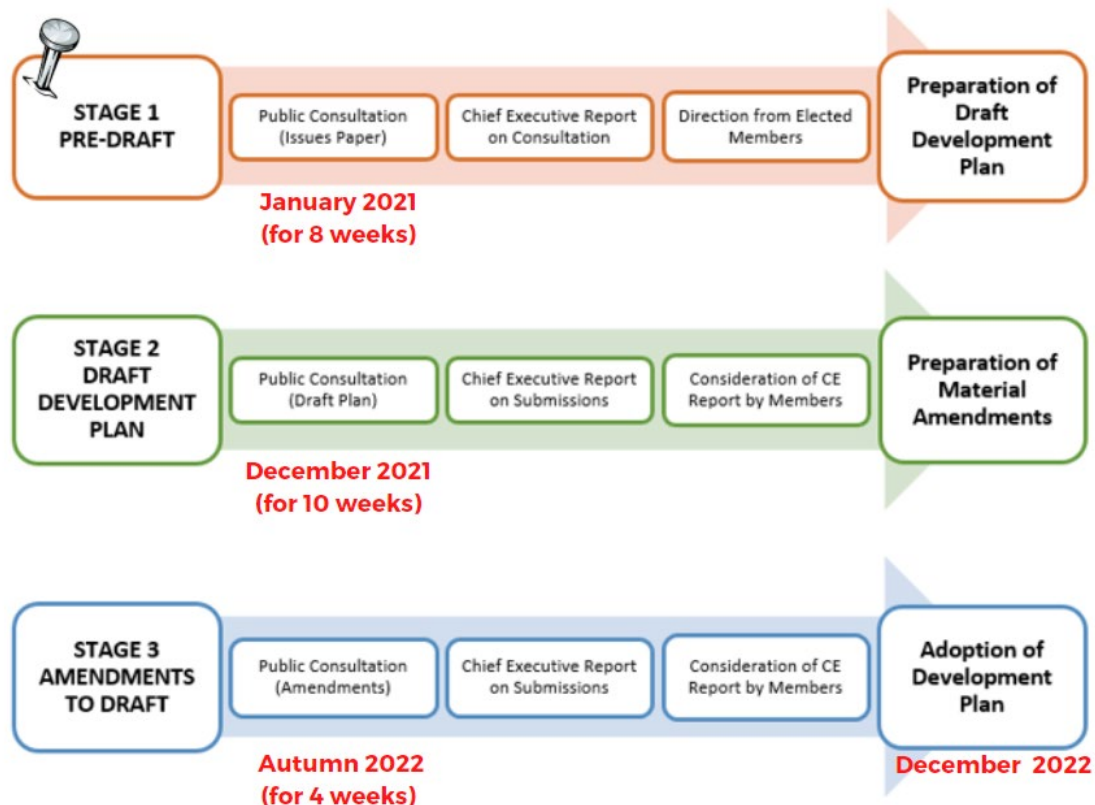 STAGE 1
PRE-DRAFT
Public Consultation
(Issues Paper)
Chief Executive Report
on Consultation
Direction from Elected
Members
Preparation of
Draft
Development
Plan
January 2021
(for 8 weeks)
STAGE 2
DRAFT
DEVELOPMENT
PLAN
Public Consultation
(Draft Plan)
Chief Executive Report
on Submissions
Consideration of CE
Report by Members
Preparation of
Material
Amendments
December 2021
(for 10 weeks)
STAGE 3
AMENDMENTS
TO DRAFT
Public Consultation
(Amendments)
Chief Executive Report
on Submissions
Consideration of CE
Report by Members
Adoption of
Development
Plan
Autumn 2022
(for 4 weeks)
December 2022